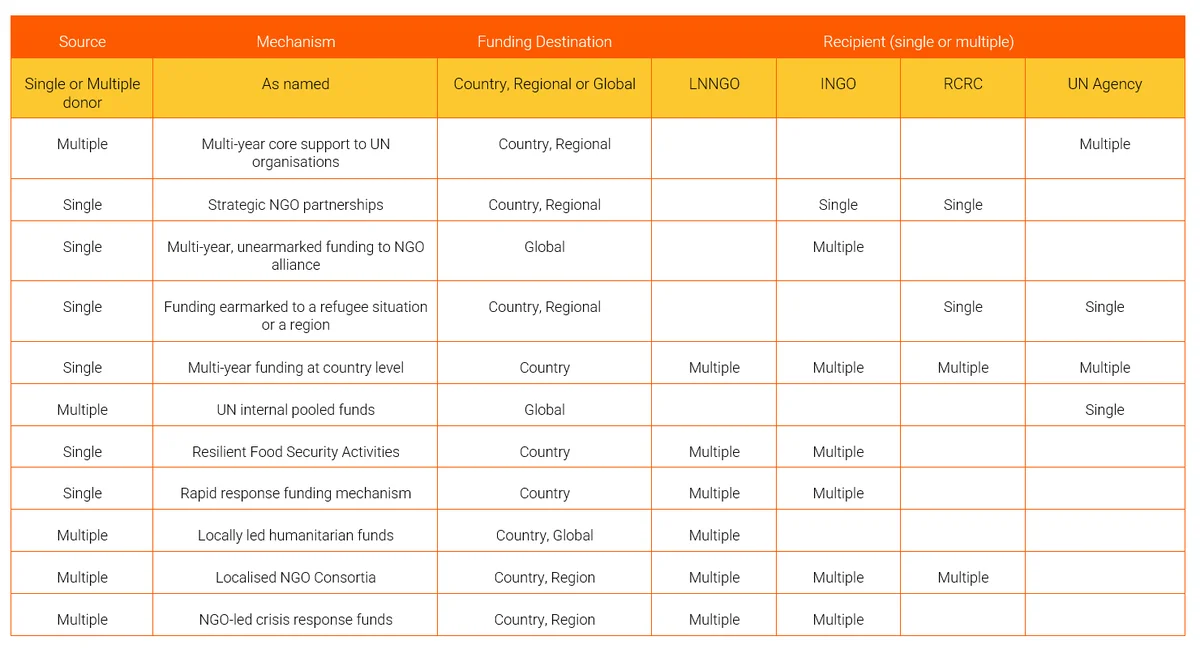 Source Mechanism Funding Destination Recipient (single or multiple)
Single or Multiple donor As named Country, Regional or Global LNNGO INGO RCRC UN Agency
Multiple Multi-year core support to UN organisations Country, Regional Multiple
Single Strategic NGO partnerships Country, Regional Single Single
Single Multi-year, unearmarked funding to NGO alliance Global Multiple
Single Funding earmarked to a refugee situation or a region Country, Regional Single Single
Single Multi-year funding at country level Country Multiple Multiple Multiple Multiple
Multiple UN internal pooled funds Global Single
Single Resilient Food Security Activities Country Multiple Multiple
Single Rapid response funding mechanism Country Multiple Multiple
Multiple Locally led humanitarian funds Country, Global Multiple
Multiple Localised NGO Consortia Country, Region Multiple Multiple Multiple
Multiple NGO-led crisis response funds Country, Region Multiple Multiple